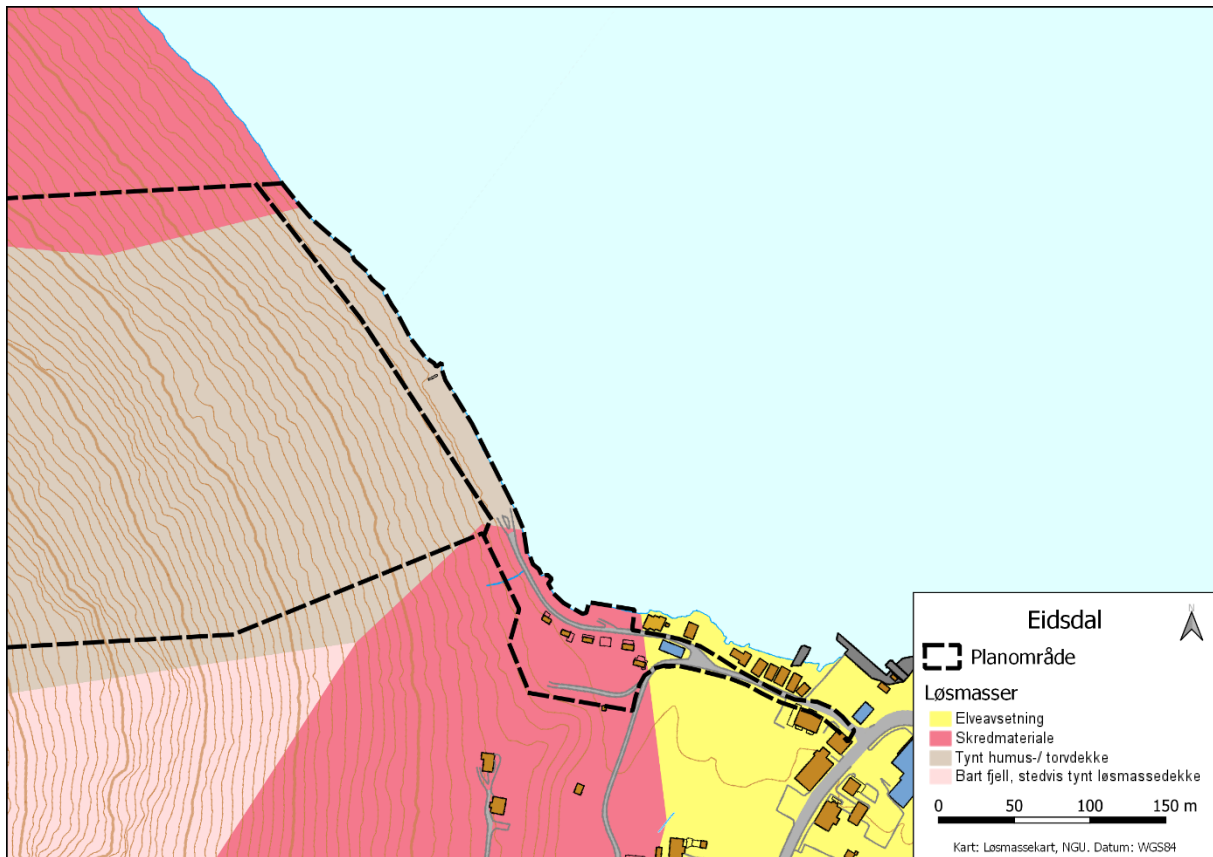 Eidsdal
N
Planområde
Løsmasser
Elveavsetning
Skredmateriale
Tynt humus-/ torvdekke
Bart fjell, stedvis tynt løsmassedekke
0 50 100 150 m
Kart: Løsmassekart, NGU. Datum: WGS84